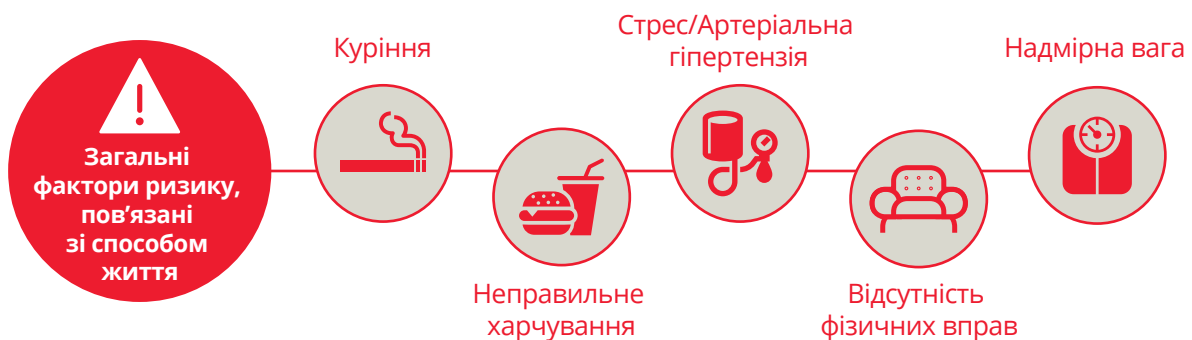 Загальні
фактори ризику,
пов’язані
зі способом
життя
Куріння
Неправильне
харчування
Стрес/Артеріальна
гіпертензія
Відсутність
фізичних вправ
Надмірна вага